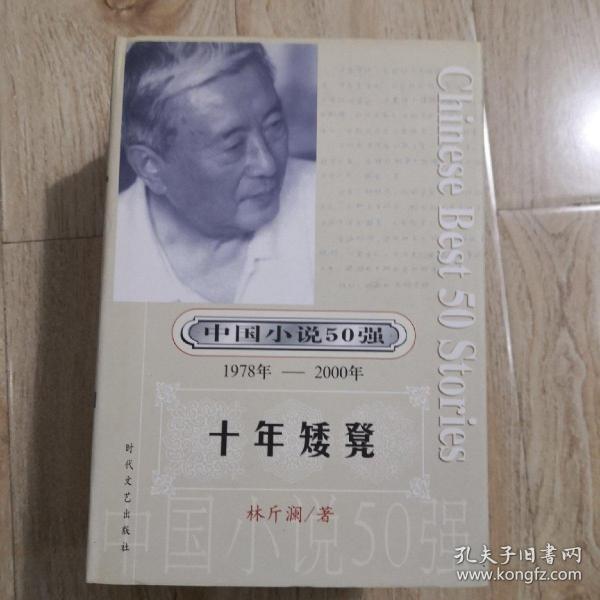 Chinese Best 50 Stories
中国小说50强
1978年 — 2000年
十年矮凳
林斤澜/著
时代文艺出版社
中国小说50强
孔夫子旧书网
www.kongfz.com